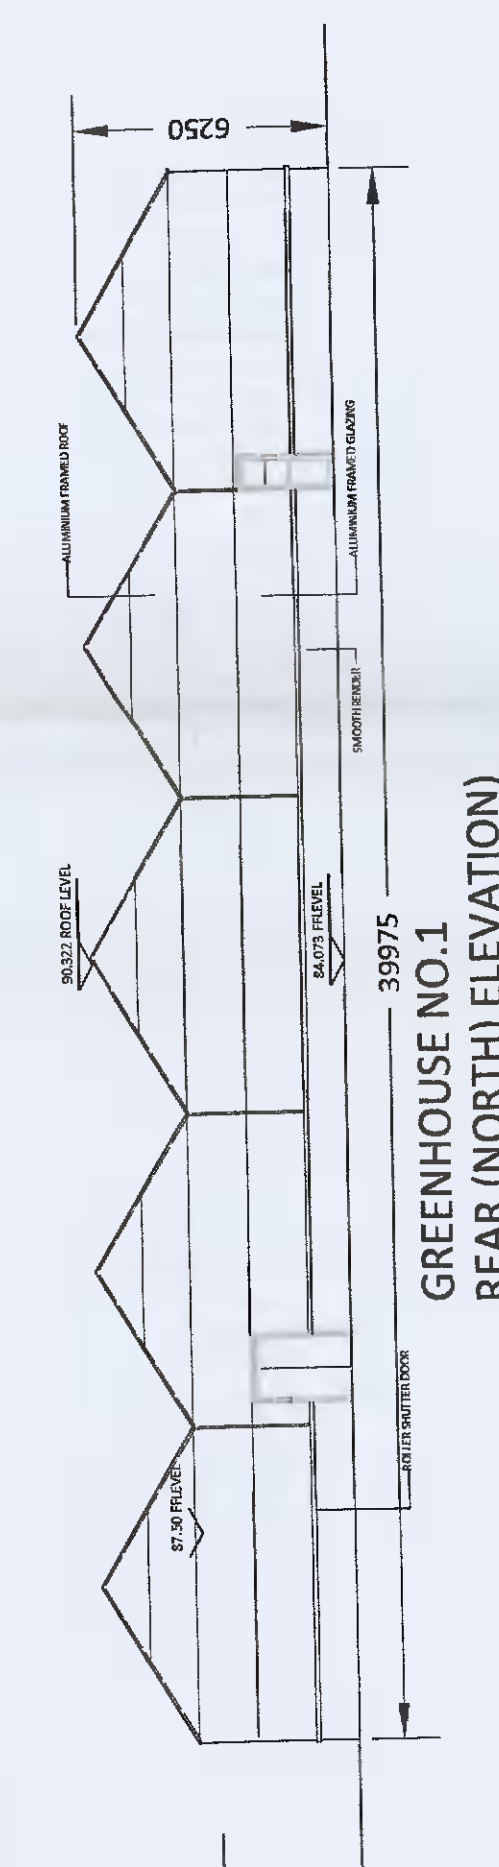 87.50 FFLEVEL
90.322 ROOF LEVEL
ALUMINIUM FRAMED ROOF
6250
ROLLER SHUTTER DOOR
84.073 FFLEVEL
SMOOTH RENDER
ALUMINIUM FRAMED GLAZING
39975
GREENHOUSE NO.1
REAR (NORTH) ELEVATION)